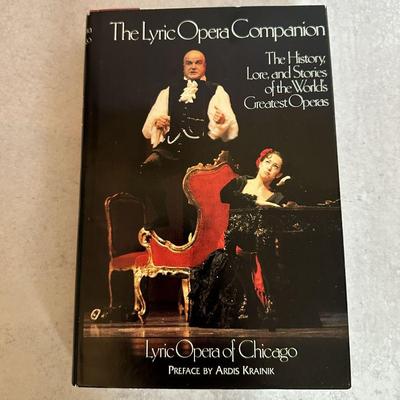 The Lyric Opera Companion
The History,
Lore, and Stories
of the World's
Greatest Operas
Lyric Opera of Chicago
PREFACE BY ARDIS KRAINIK